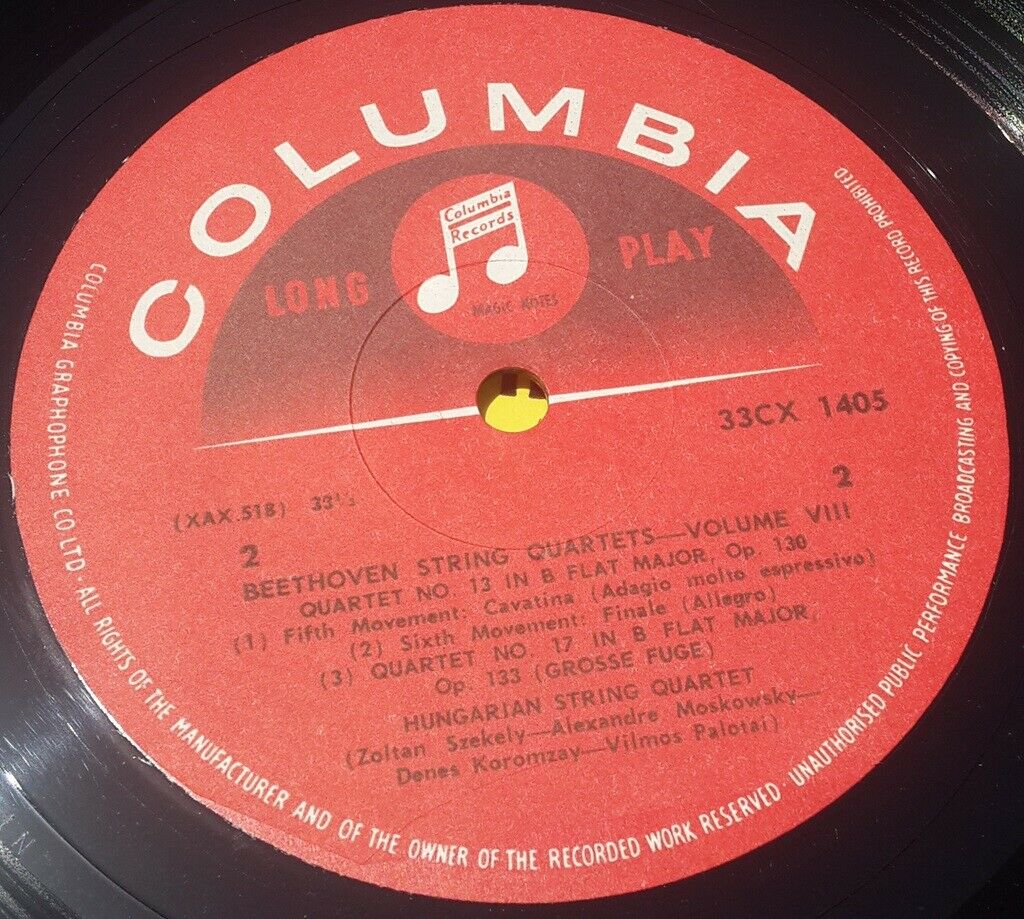 COLUMBIA
Columbia
Records
LONG PLAY
MAGIC NOTES
33CX 1405
(XAX.518) 33⅓
2
2
BEETHOVEN STRING QUARTETS—VOLUME VIII
QUARTET NO. 13 IN B FLAT MAJOR, Op. 130
(1) Fifth Movement: Cavatina (Adagio molto espressivo)
(2) Sixth Movement: Finale (Allegro)
(3) QUARTET NO. 17 IN B FLAT MAJOR,
Op. 133 (GROSSE FUGE)
HUNGARIAN STRING QUARTET
(Zoltan Szekely—Alexandre Moskowsky—
Denes Koromzay—Vilmos Palotai)
COLUMBIA GRAPHOPHONE CO LTD · ALL RIGHTS OF THE MANUFACTURER AND OF THE OWNER OF THE RECORDED WORK RESERVED · UNAUTHORISED PUBLIC PERFORMANCE BROADCASTING AND COPYING OF THIS RECORD PROHIBITED